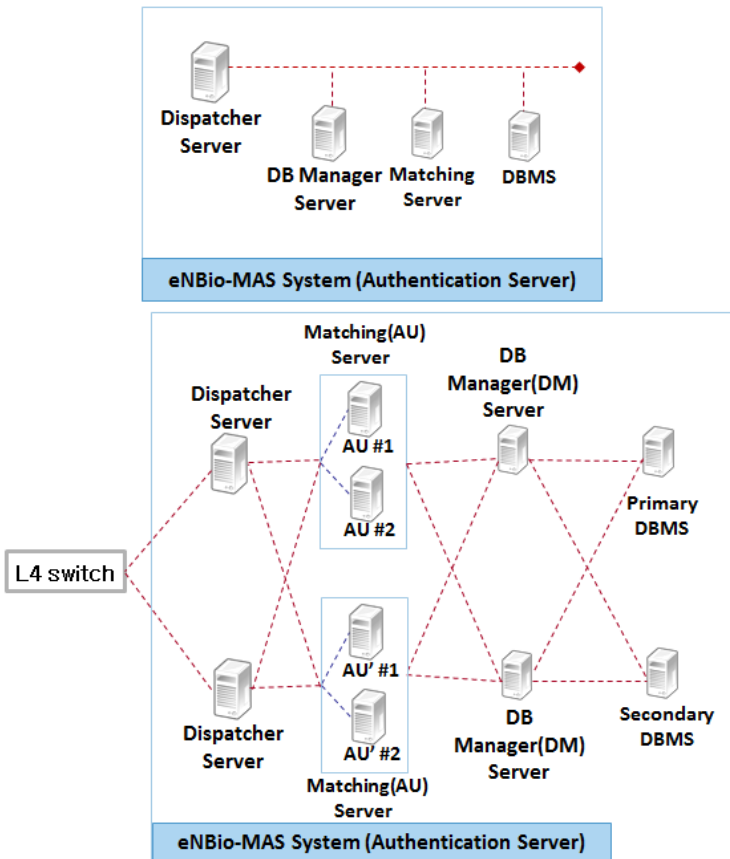 Dispatcher
Server
DB Manager
Server
Matching
Server
DBMS
eNBio-MAS System (Authentication Server)
Matching(AU)
Server
DB
Manager(DM)
Server
Dispatcher
Server
AU #1
AU #2
Primary
DBMS
L4 switch
AU' #1
AU' #2
Dispatcher
Server
Matching(AU)
Server
DB
Manager(DM)
Server
Secondary
DBMS
eNBio-MAS System (Authentication Server)